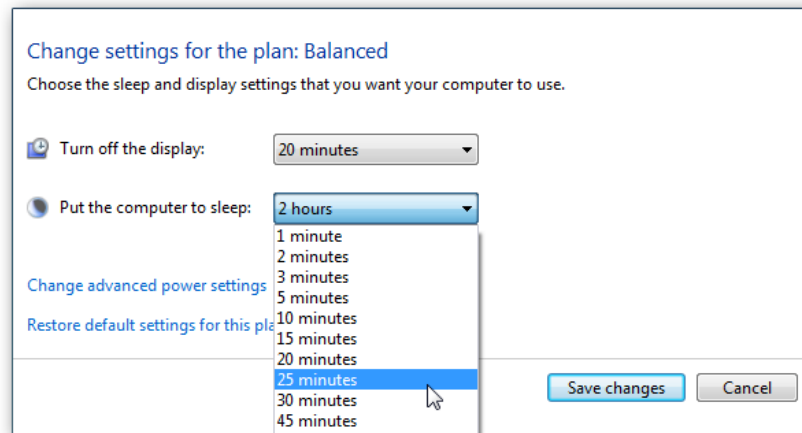 Change settings for the plan: Balanced
Choose the sleep and display settings that you want your computer to use.
Turn off the display: 20 minutes
Put the computer to sleep: 2 hours
1 minute
2 minutes
3 minutes
Change advanced power settings
5 minutes
10 minutes
Restore default settings for this
15 minutes
20 minutes
25 minutes
Save changes Cancel
30 minutes
45 minutes